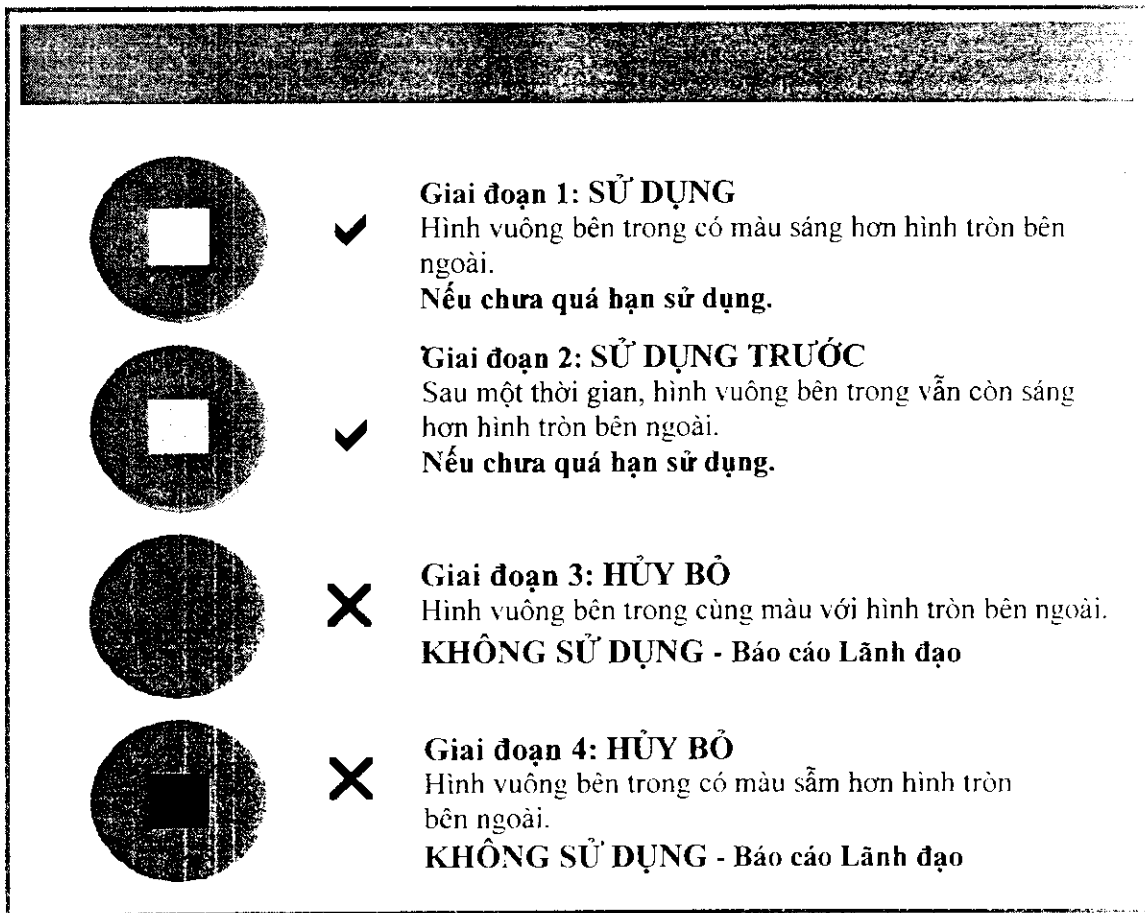 Giai đoạn 1: SỬ DỤNG
Hình vuông bên trong có màu sáng hơn hình tròn bên
ngoài.
Nếu chưa quá hạn sử dụng.
Giai đoạn 2: SỬ DỤNG TRƯỚC
Sau một thời gian, hình vuông bên trong vẫn còn sáng
hơn hình tròn bên ngoài.
Nếu chưa quá hạn sử dụng.
Giai đoạn 3: HỦY BỎ
Hình vuông bên trong cùng màu với hình tròn bên ngoài.
KHÔNG SỬ DỤNG - Báo cáo Lãnh đạo
Giai đoạn 4: HỦY BỎ
Hình vuông bên trong có màu sẫm hơn hình tròn
bên ngoài.
KHÔNG SỬ DỤNG - Báo cáo Lãnh đạo